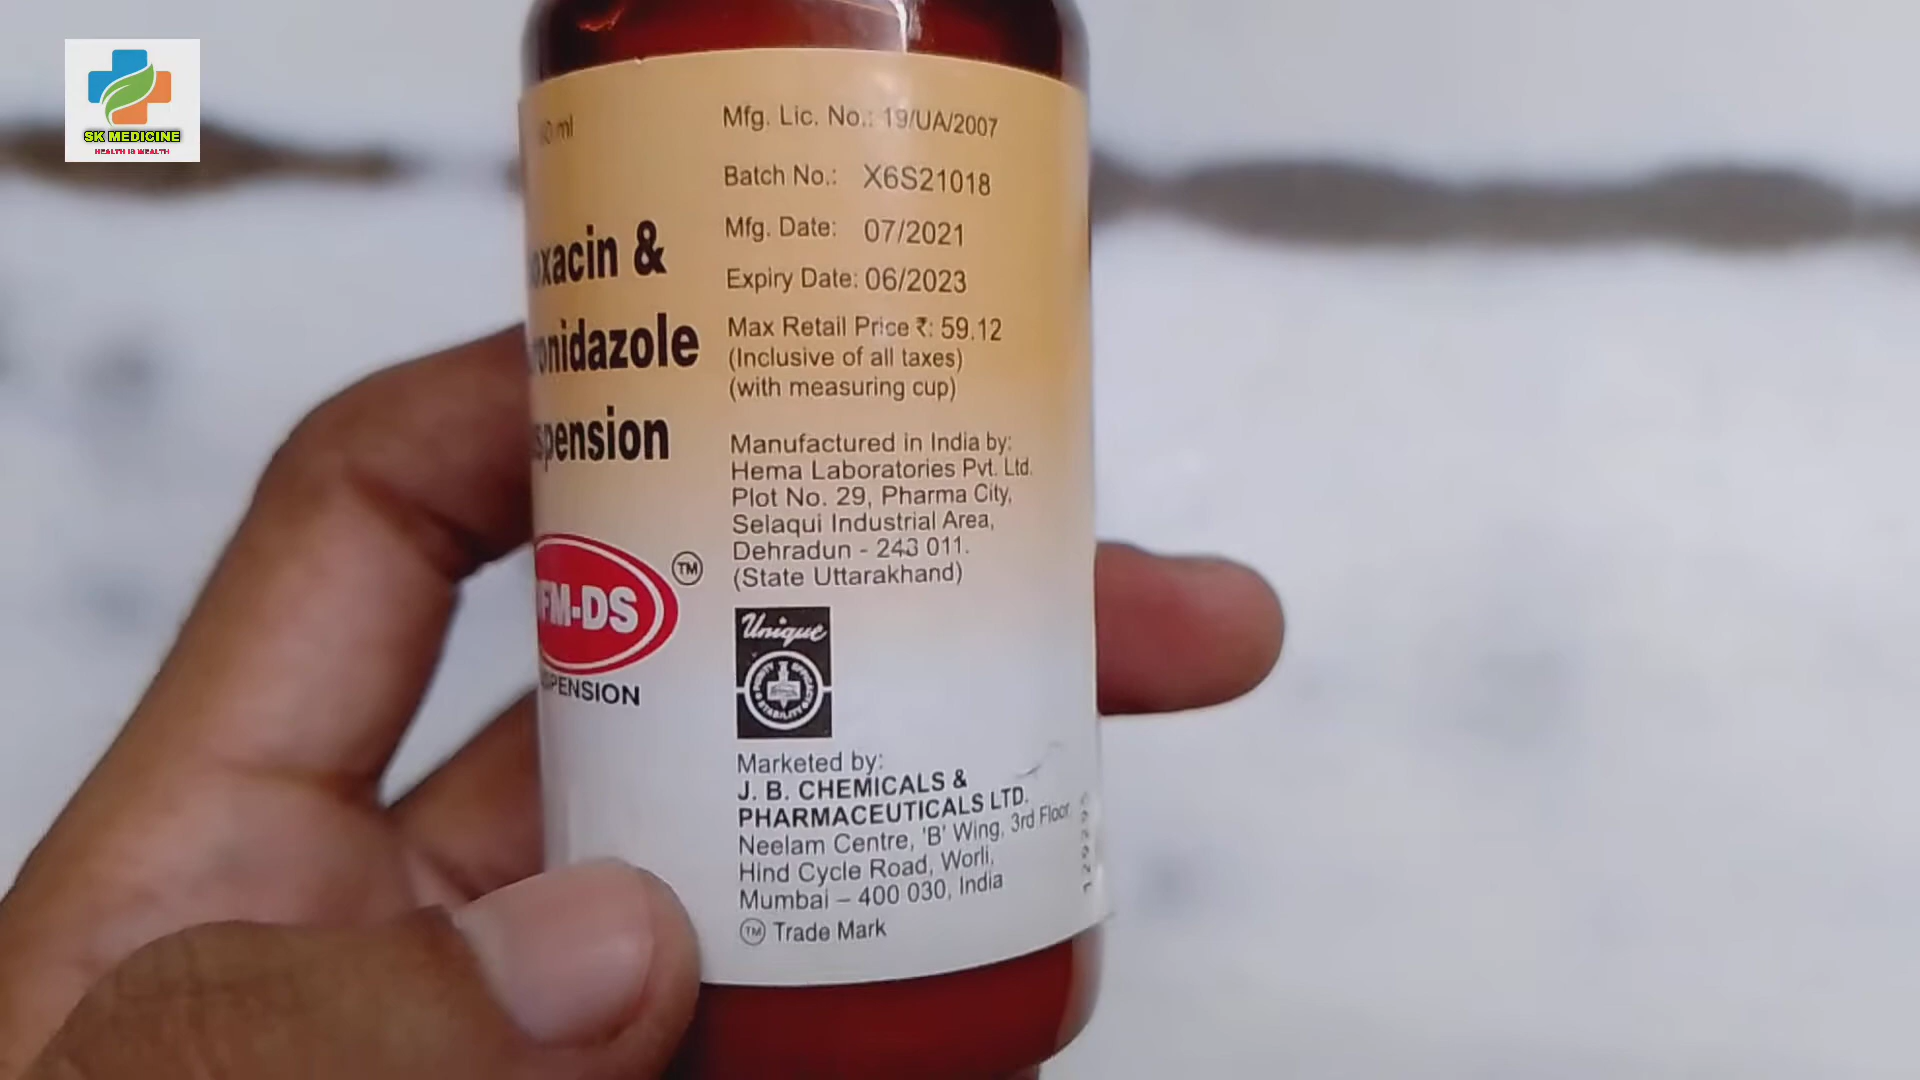 SK MEDICINE
HEALTH IS WEALTH
ml
oxacin &
onidazole
spension
FM-DS
TM
PENSION
Mfg. Lic. No.: 19/UA/2007
Batch No.: X6S21018
Mfg. Date: 07/2021
Expiry Date: 06/2023
Max Retail Price ₹: 59.12
(Inclusive of all taxes)
(with measuring cup)
Manufactured in India by:
Hema Laboratories Pvt. Ltd.
Plot No. 29, Pharma City,
Selaqui Industrial Area,
Dehradun - 243 011.
(State Uttarakhand)
Unique
Marketed by:
J. B. CHEMICALS &
PHARMACEUTICALS LTD.
Neelam Centre, 'B' Wing, 3rd Floor
Hind Cycle Road, Worli,
Mumbai – 400 030, India
TM Trade Mark